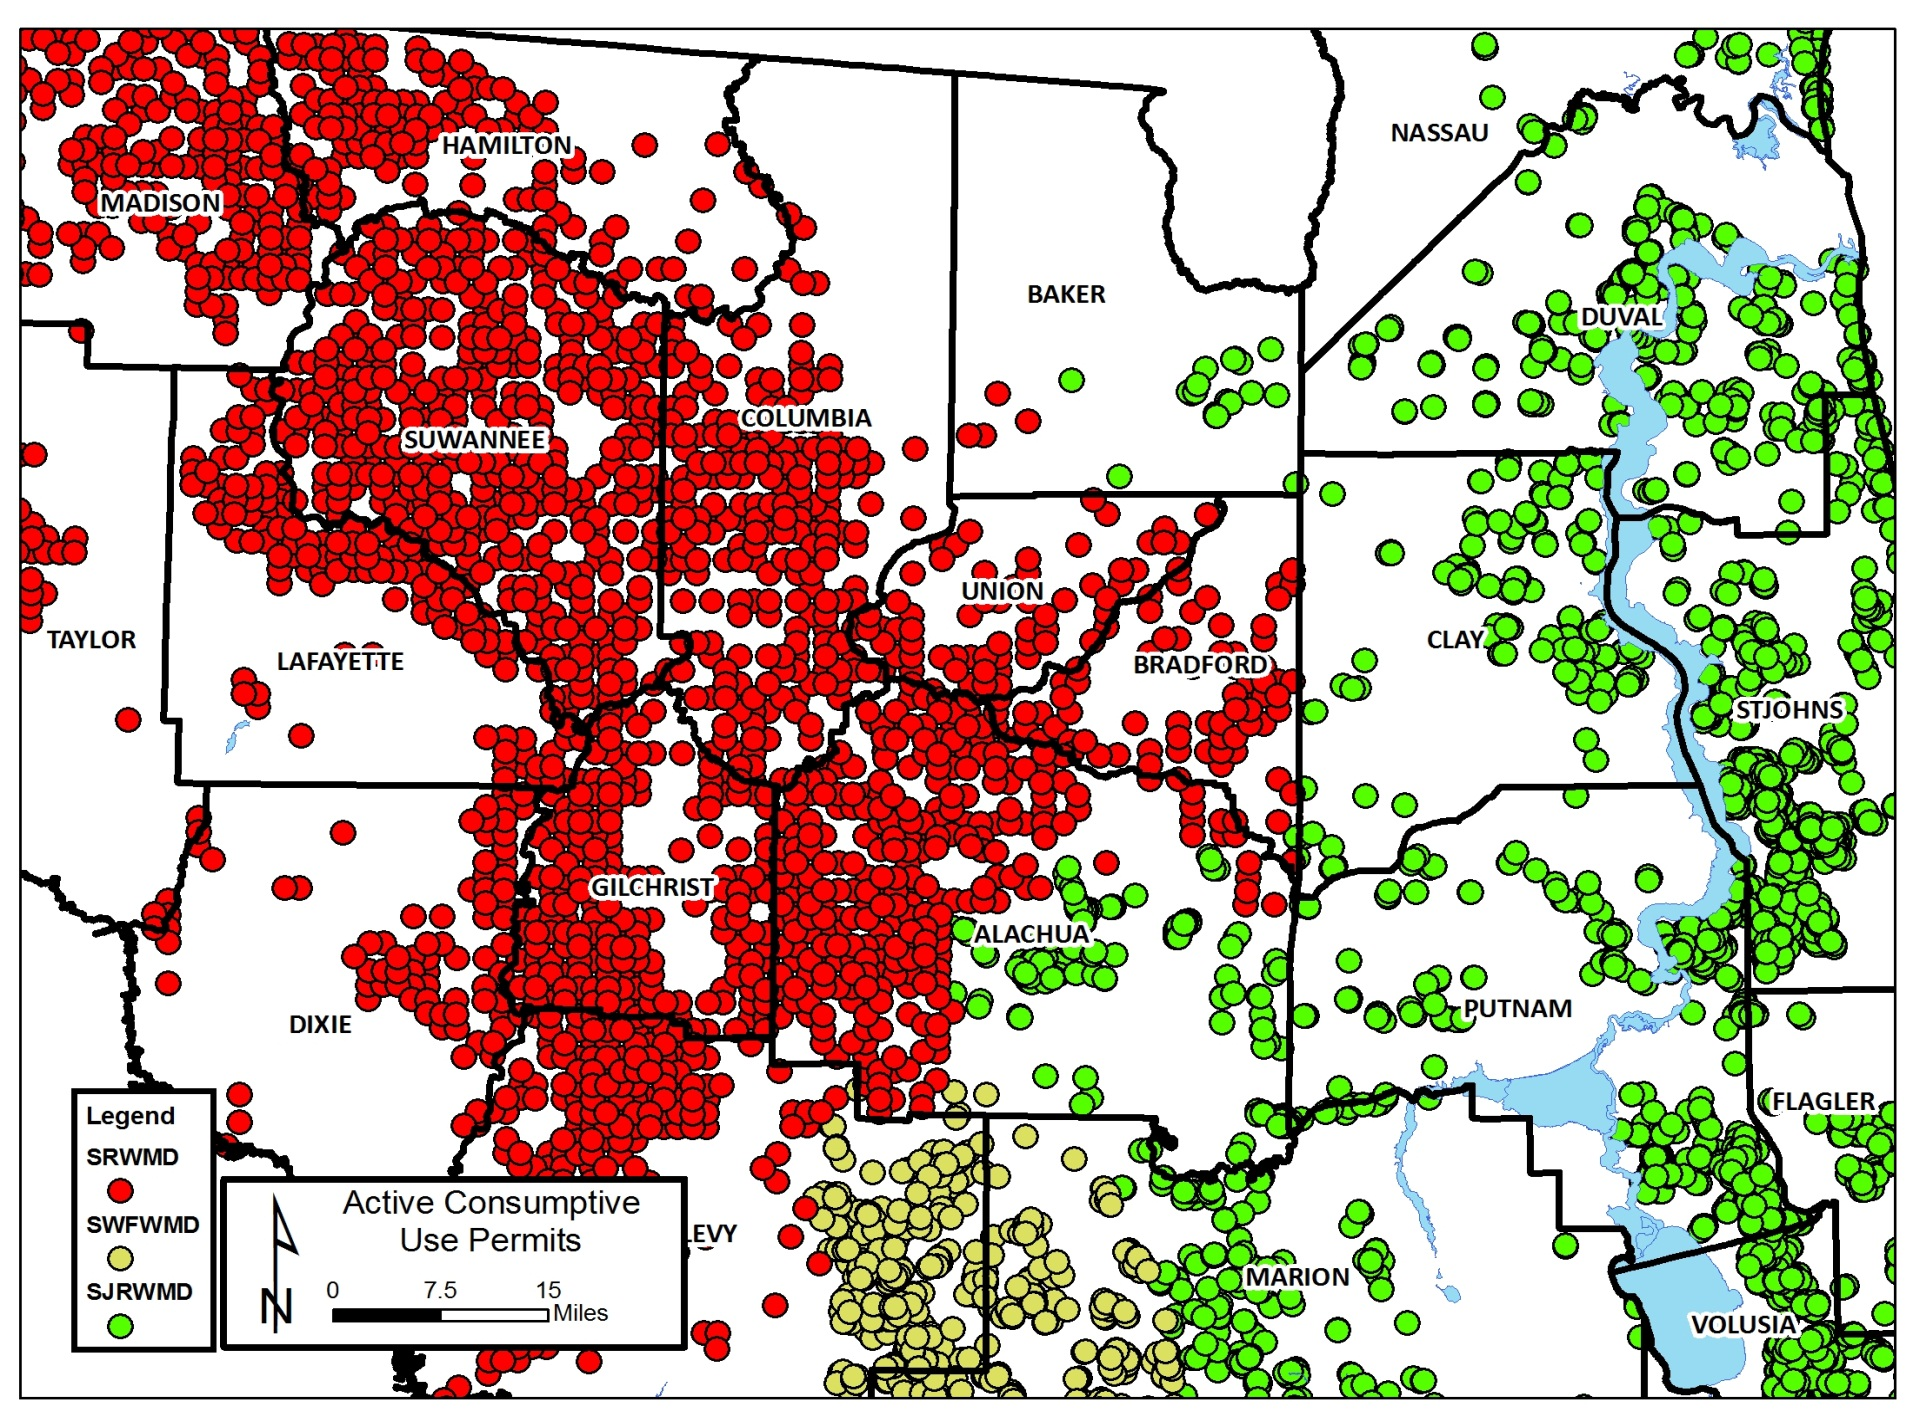 NASSAU
HAMILTON
MADISON
BAKER
DUVAL
COLUMBIA
SUWANNEE
UNION
TAYLOR
LAFAYETTE
BRADFORD
CLAY
STJOHNS
GILCHRIST
ALACHUA
PUTNAM
DIXIE
FLAGLER
Legend
SRWMD
SWFWMD
SJRWMD
Active Consumptive
Use Permits
N
0 7.5 15
Miles
LEVY
MARION
VOLUSIA